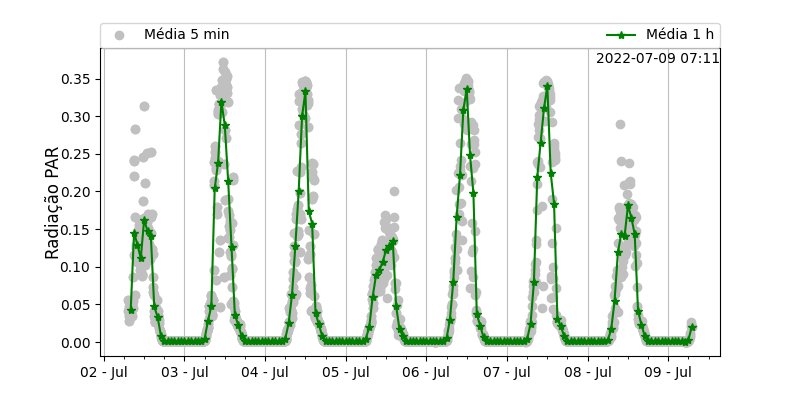 Média 5 min
Média 1 h
2022-07-09 07:11
Radiação PAR
0.35
0.30
0.25
0.20
0.15
0.10
0.05
0.00
02 - Jul
03 - Jul
04 - Jul
05 - Jul
06 - Jul
07 - Jul
08 - Jul
09 - Jul